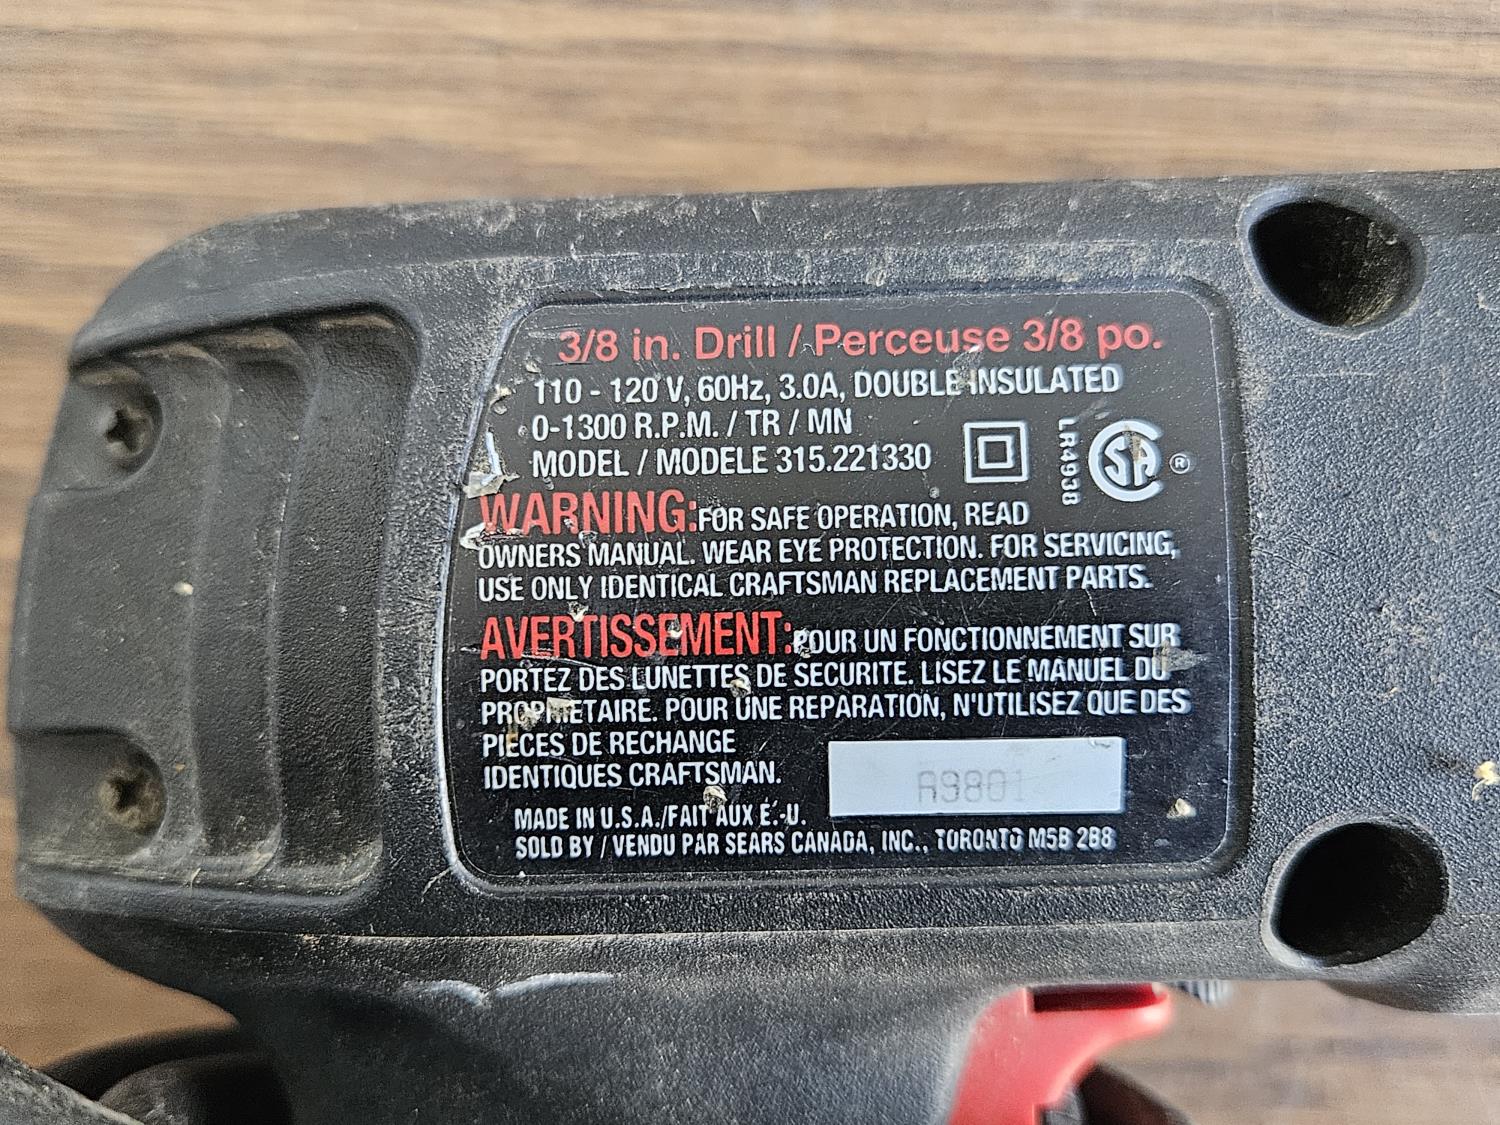 3/8 in. Drill / Perceuse 3/8 po.
110 - 120 V, 60Hz, 3.0A, DOUBLE INSULATED
0-1300 R.P.M. / TR / MN
MODEL / MODELE 315.221330
LR4938
SA ®
WARNING: FOR SAFE OPERATION, READ
OWNERS MANUAL. WEAR EYE PROTECTION. FOR SERVICING,
USE ONLY IDENTICAL CRAFTSMAN REPLACEMENT PARTS.
AVERTISSEMENT: POUR UN FONCTIONNEMENT SUR
PORTEZ DES LUNETTES DE SECURITE. LISEZ LE MANUEL DU
PROPRIETAIRE. POUR UNE REPARATION, N'UTILISEZ QUE DES
PIECES DE RECHANGE
IDENTIQUES CRAFTSMAN.
A9801
MADE IN U.S.A./FAIT AUX É.-U.
SOLD BY / VENDU PAR SEARS CANADA, INC., TORONTO M5B 2B8